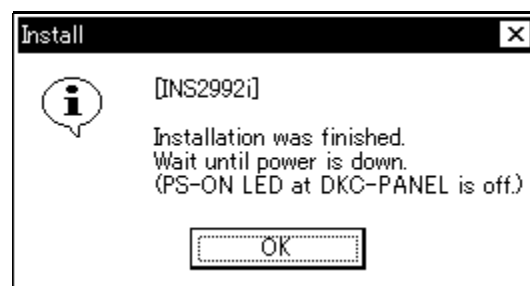 Install
[INS2992i]
Installation was finished.
Wait until power is down.
(PS-ON LED at DKC-PANEL is off.)
OK